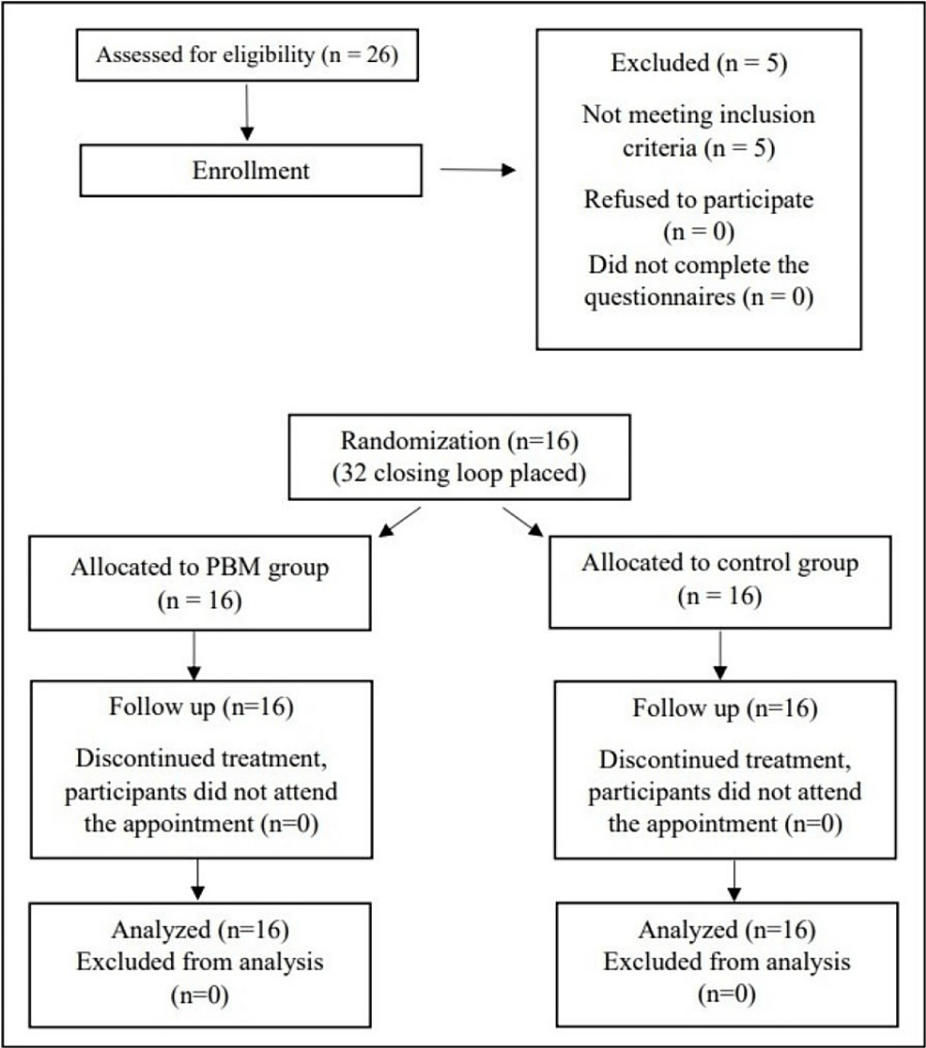 Assessed for eligibility (n = 26)
Enrollment
Excluded (n = 5)
Not meeting inclusion
criteria (n = 5)
Refused to participate
(n = 0)
Did not complete the
questionnaires (n = 0)
Randomization (n=16)
(32 closing loop placed)
Allocated to PBM group
(n = 16)
Allocated to control group
(n = 16)
Follow up (n=16)
Discontinued treatment,
participants did not attend
the appointment (n=0)
Follow up (n=16)
Discontinued treatment,
participants did not attend
the appointment (n=0)
Analyzed (n=16)
Excluded from analysis
(n=0)
Analyzed (n=16)
Excluded from analysis
(n=0)